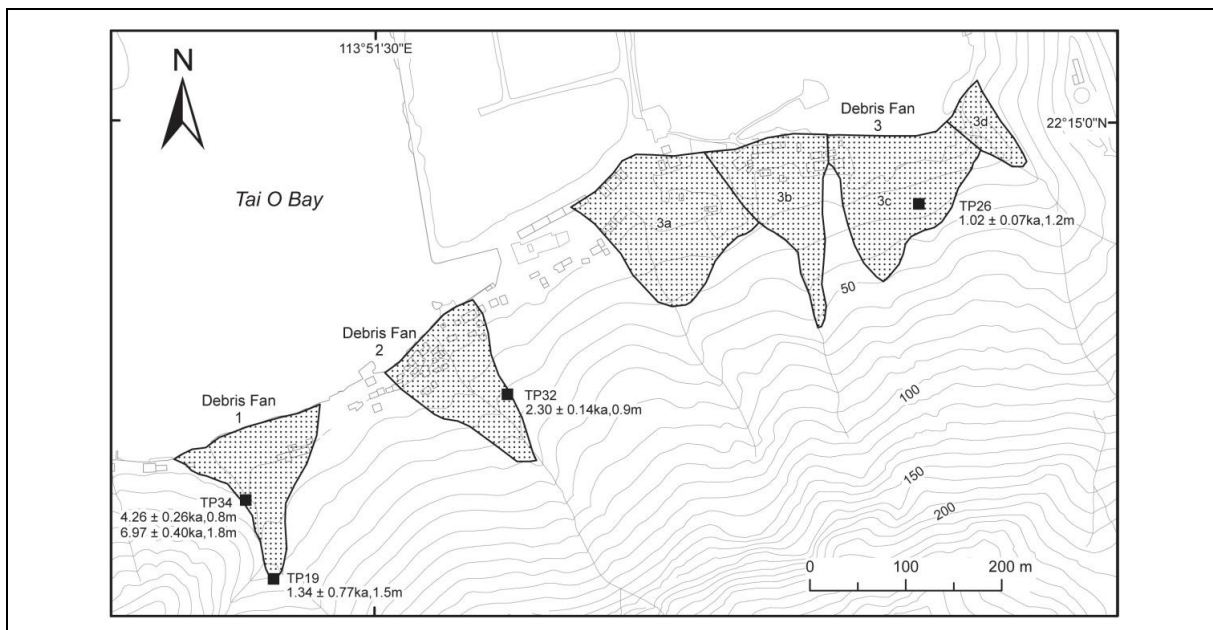 113°51'30"E
N
Debris Fan
3
3d
22°15'0"N
Tai O Bay
3a
3b
3c
TP26
1.02 ± 0.07ka,1.2m
50
Debris Fan
2
TP32
2.30 ± 0.14ka,0.9m
100
Debris Fan
1
150
TP34
4.26 ± 0.26ka,0.8m
6.97 ± 0.40ka,1.8m
200
TP19
1.34 ± 0.77ka,1.5m
0 100 200 m